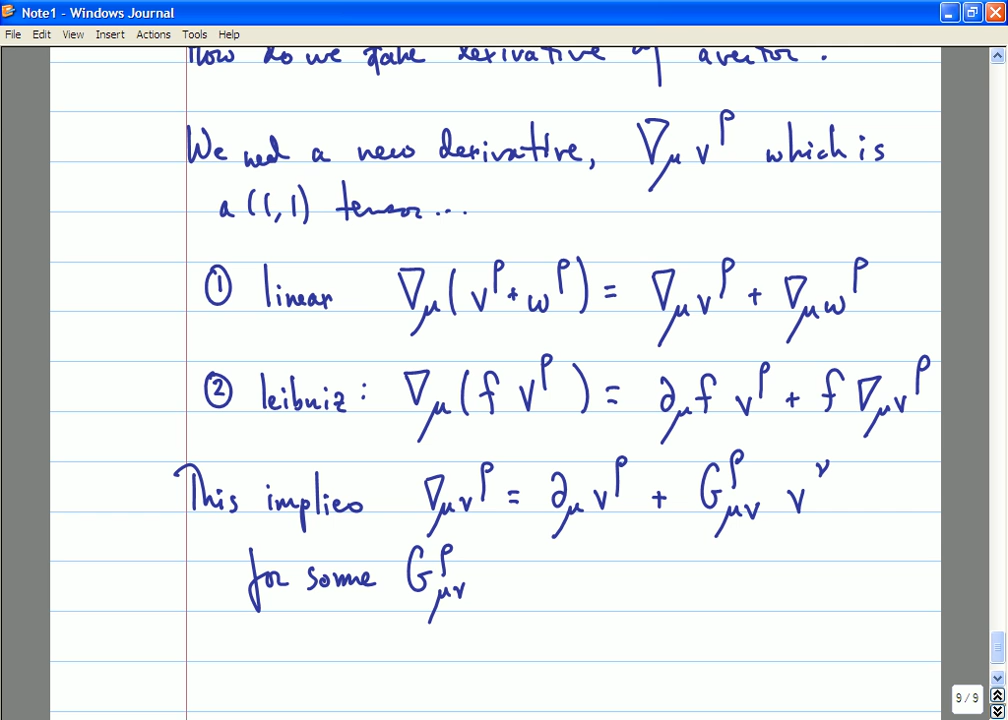 Note1 - Windows Journal
File Edit View Insert Actions Tools Help
How do we take derivative of a vector.
We need a new derivative, ∇_μ v^ρ which is
a (1,1) tensor...
① linear ∇_μ (v^ρ + w^ρ) = ∇_μ v^ρ + ∇_μ w^ρ
② leibniz: ∇_μ (f v^ρ) = ∂_μ f v^ρ + f ∇_μ v^ρ
This implies ∇_μ v^ρ = ∂_μ v^ρ + G^ρ_μν v^ν
for some G^ρ_μν
9/9